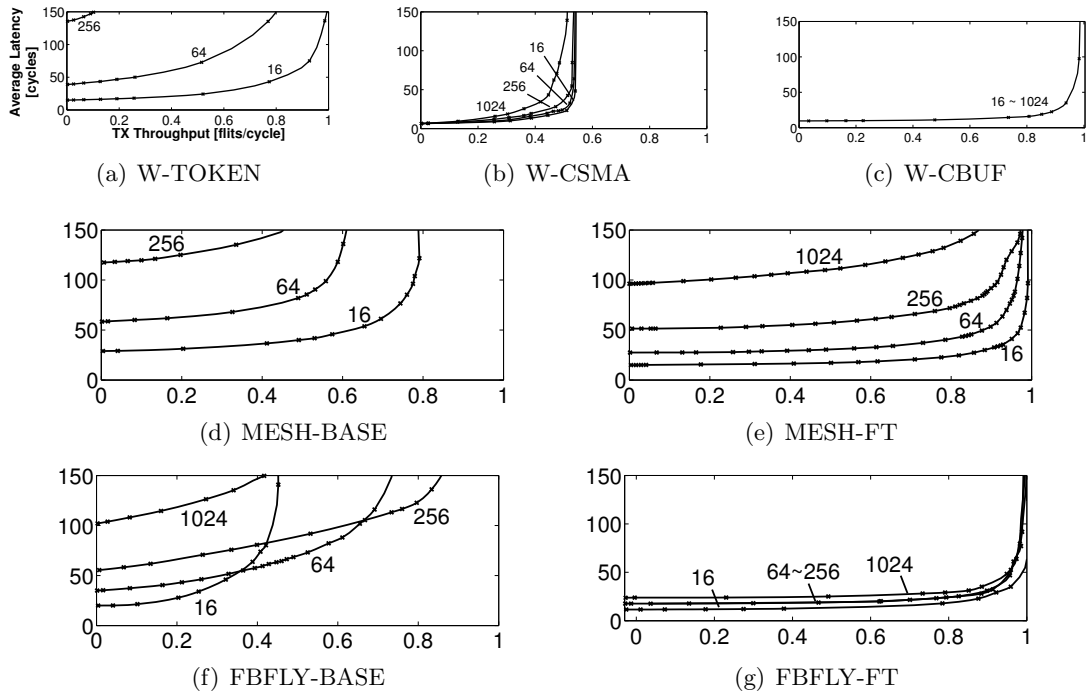 Average Latency
[cycles]
150
100
50
0
256
64
16
0 0.2 0.4 0.6 0.8 1
TX Throughput [flits/cycle]
(a) W-TOKEN
150
100
50
0
16
64
256
1024
0 0.2 0.4 0.6 0.8 1
(b) W-CSMA
150
100
50
0
16 ~ 1024
0 0.2 0.4 0.6 0.8 1
(c) W-CBUF
150
100
50
0
256
64
16
0 0.2 0.4 0.6 0.8 1
(d) MESH-BASE
150
100
50
0
1024
256
64
16
0 0.2 0.4 0.6 0.8 1
(e) MESH-FT
150
100
50
0
1024
256
64
16
0 0.2 0.4 0.6 0.8 1
(f) FBFLY-BASE
150
100
50
0
16
64~256
1024
0 0.2 0.4 0.6 0.8 1
(g) FBFLY-FT